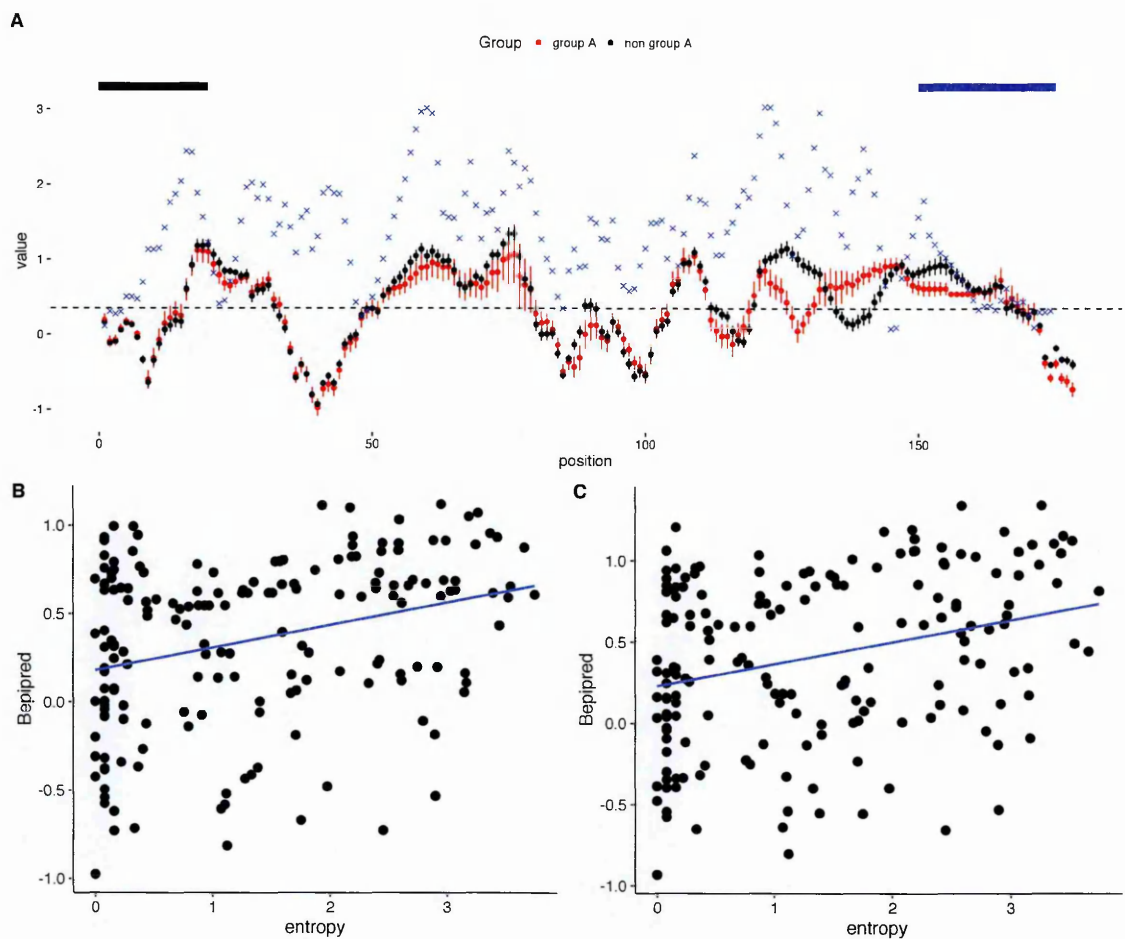 A
Group group A non group A
3
2
1
0
-1
value
0 50 100 150
position
B
C
1.0
0.5
0.0
-0.5
-1.0
Bepipred
0 1 2 3
entropy
1.0
0.5
0.0
-0.5
-1.0
Bepipred
0 1 2 3
entropy